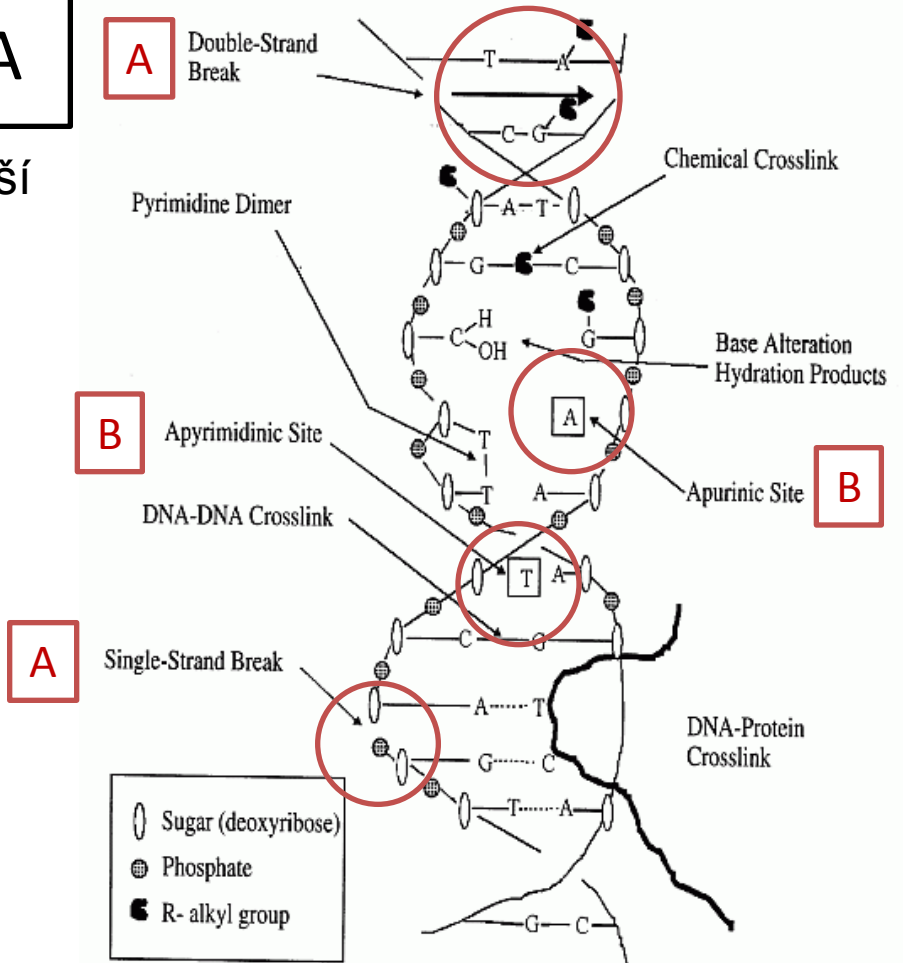 A
ší
A
Double-Strand
Break
T
A
C
G
Chemical Crosslink
Pyrimidine Dimer
A
T
G
C
C
H
OH
G
Base Alteration
Hydration Products
B
Apyrimidinic Site
T
A
Apurinic Site
B
T
A
DNA-DNA Crosslink
T
A
C
G
A
Single-Strand Break
A
T
DNA-Protein
Crosslink
G
C
T
A
Sugar (deoxyribose)
Phosphate
R- alkyl group
G
C